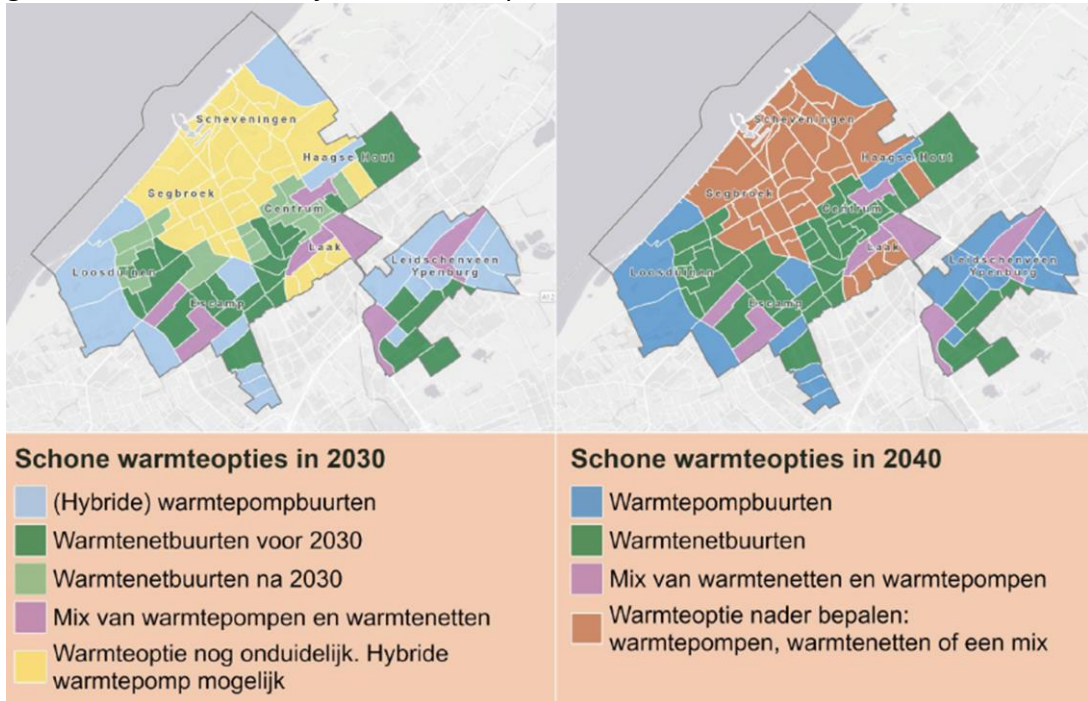 Scheveningen
Haagse Hout
Segbroek
Centrum
Laak
Leidschenveen
Ypenburg
Loosduinen
Escamp
Schone warmteopties in 2030
(Hybride) warmtepompbuurten
Warmtenetbuurten voor 2030
Warmtenetbuurten na 2030
Mix van warmtepompen en warmtenetten
Warmteoptie nog onduidelijk. Hybride
warmtepomp mogelijk
Scheveningen
Haagse Hout
Segbroek
Centrum
Laak
Leidschenveen
Ypenburg
Loosduinen
Escamp
Schone warmteopties in 2040
Warmtepompbuurten
Warmtenetbuurten
Mix van warmtenetten en warmtepompen
Warmteoptie nader bepalen:
warmtepompen, warmtenetten of een mix